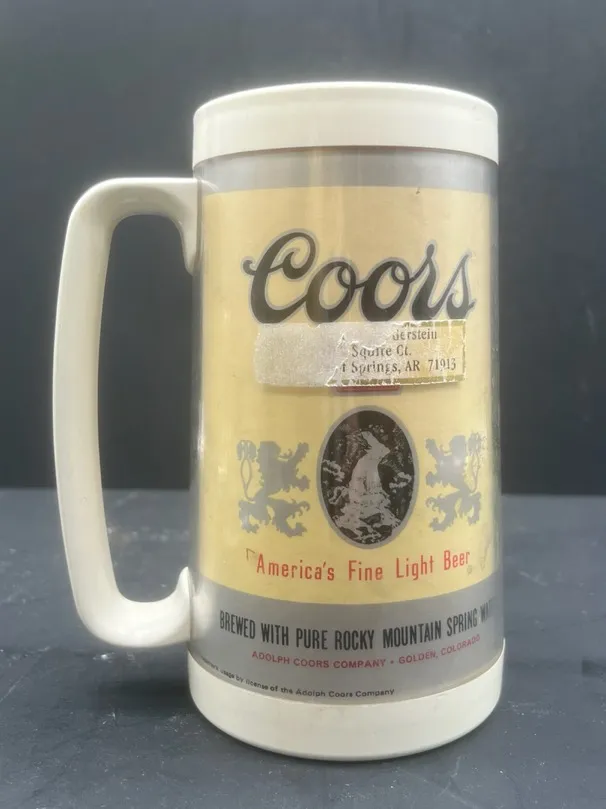 Coors
Squire Ct.
Springs, AR 71913
"America's Fine Light Beer
BREWED WITH PURE ROCKY MOUNTAIN SPRING
ADOLPH COORS COMPANY • GOLDEN, COLORADO
usage by license of the Adolph Coors Company